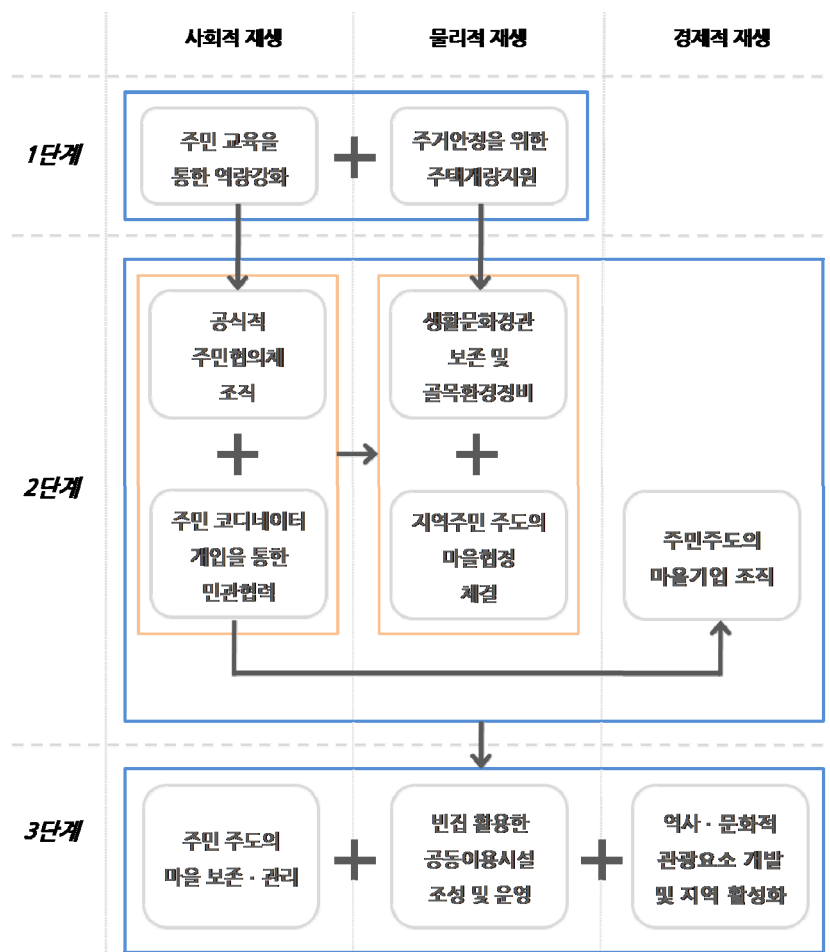 사회적 재생
물리적 재생
경제적 재생
1단계
주민 교육을
통한 역량강화
주거안정을 위한
주택개량지원
2단계
공식적
주민협의체
조직
생활문화경관
보존 및
골목환경정비
주민 코디네이터
개입을 통한
민관협력
지역주민 주도의
마을협정
체결
주민주도의
마을기업 조직
3단계
주민 주도의
마을 보존 · 관리
빈집 활용한
공동이용시설
조성 및 운영
역사 · 문화적
관광요소 개발
및 지역 활성화